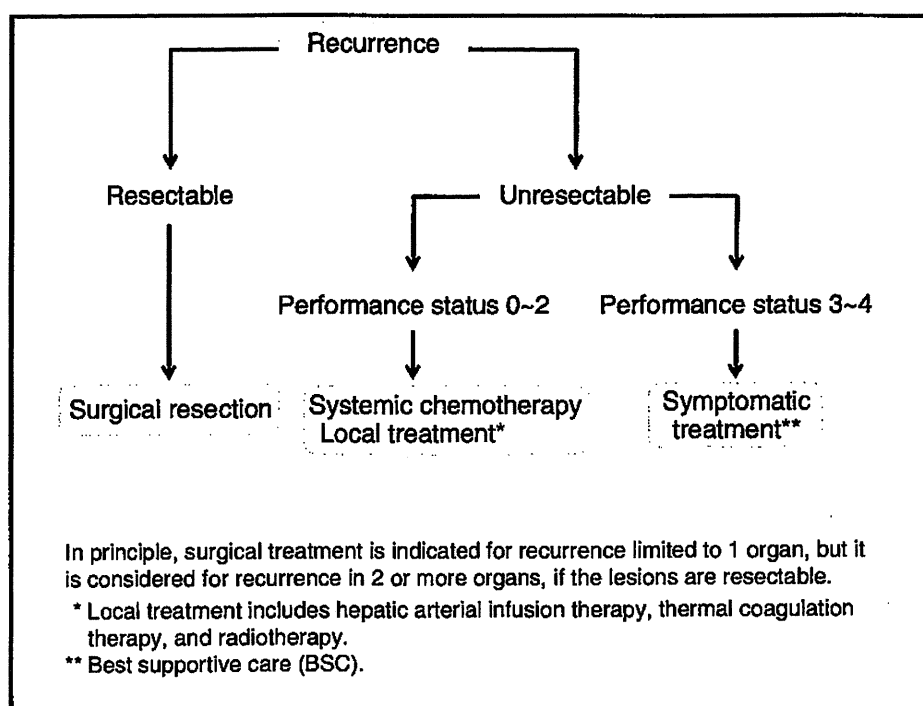 Recurrence
Resectable
Unresectable
Performance status 0~2
Performance status 3~4
Surgical resection
Systemic chemotherapy
Local treatment*
Symptomatic
treatment**
In principle, surgical treatment is indicated for recurrence limited to 1 organ, but it
is considered for recurrence in 2 or more organs, if the lesions are resectable.
* Local treatment includes hepatic arterial infusion therapy, thermal coagulation
therapy, and radiotherapy.
** Best supportive care (BSC).